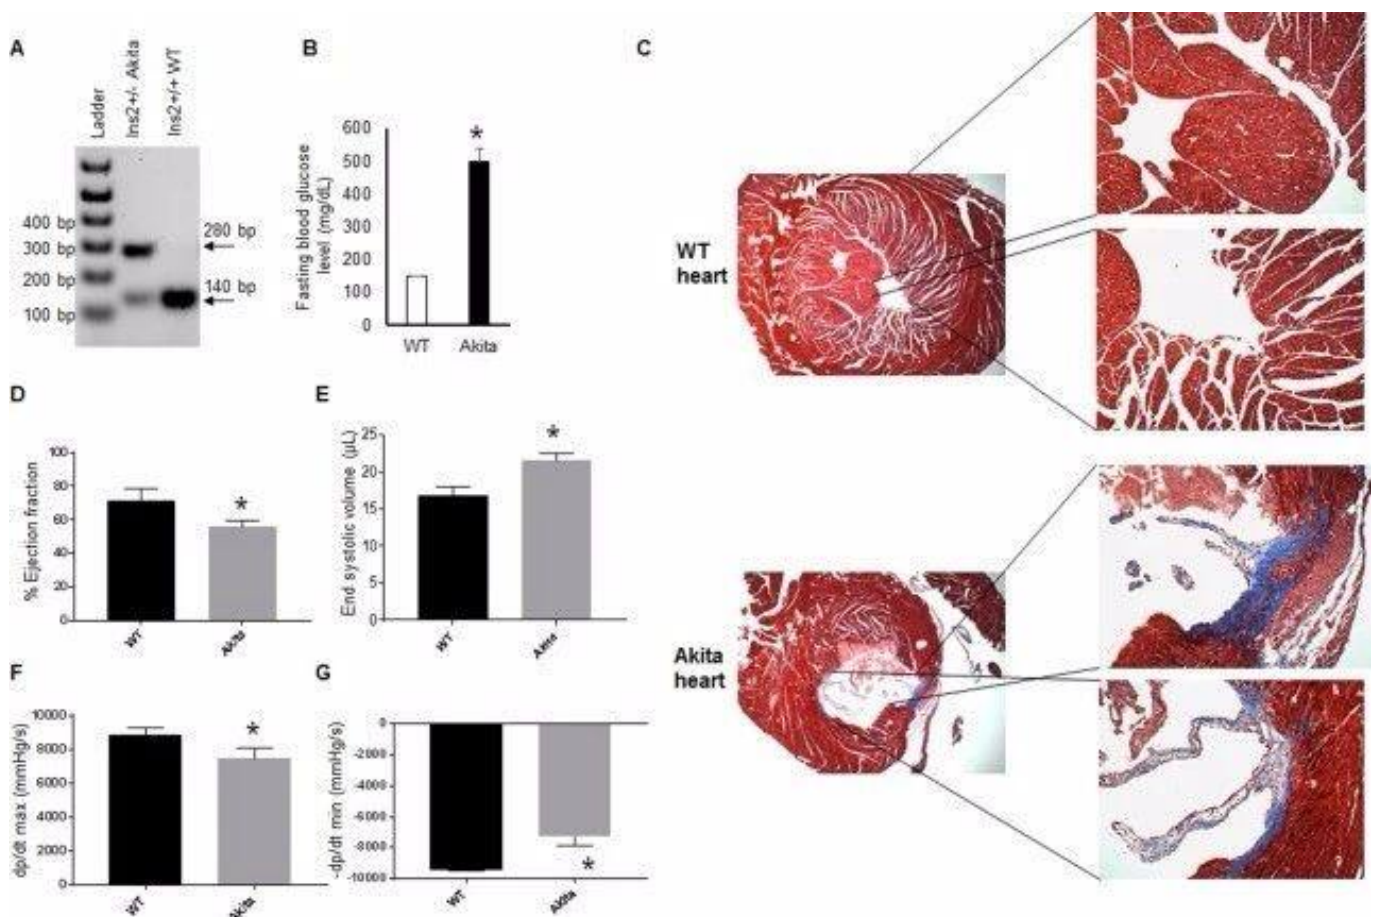 A
Ladder
Ins2+/- Akita
Ins2+/+ WT
400 bp
300 bp
200 bp
100 bp
280 bp
140 bp
B
Fasting blood glucose
level (mg/dL)
600
500
400
300
200
100
0
*
WT
Akita
C
WT
heart
Akita
heart
D
% Ejection fraction
100
80
60
40
20
0
*
WT
Akita
E
End systolic volume (µL)
25
20
15
10
5
0
*
WT
Akita
F
dp/dt max (mmHg/s)
10000
8000
6000
4000
2000
0
*
WT
Akita
G
-dp/dt min (mmHg/s)
0
-2000
-4000
-6000
-8000
-10000
*
WT
Akita